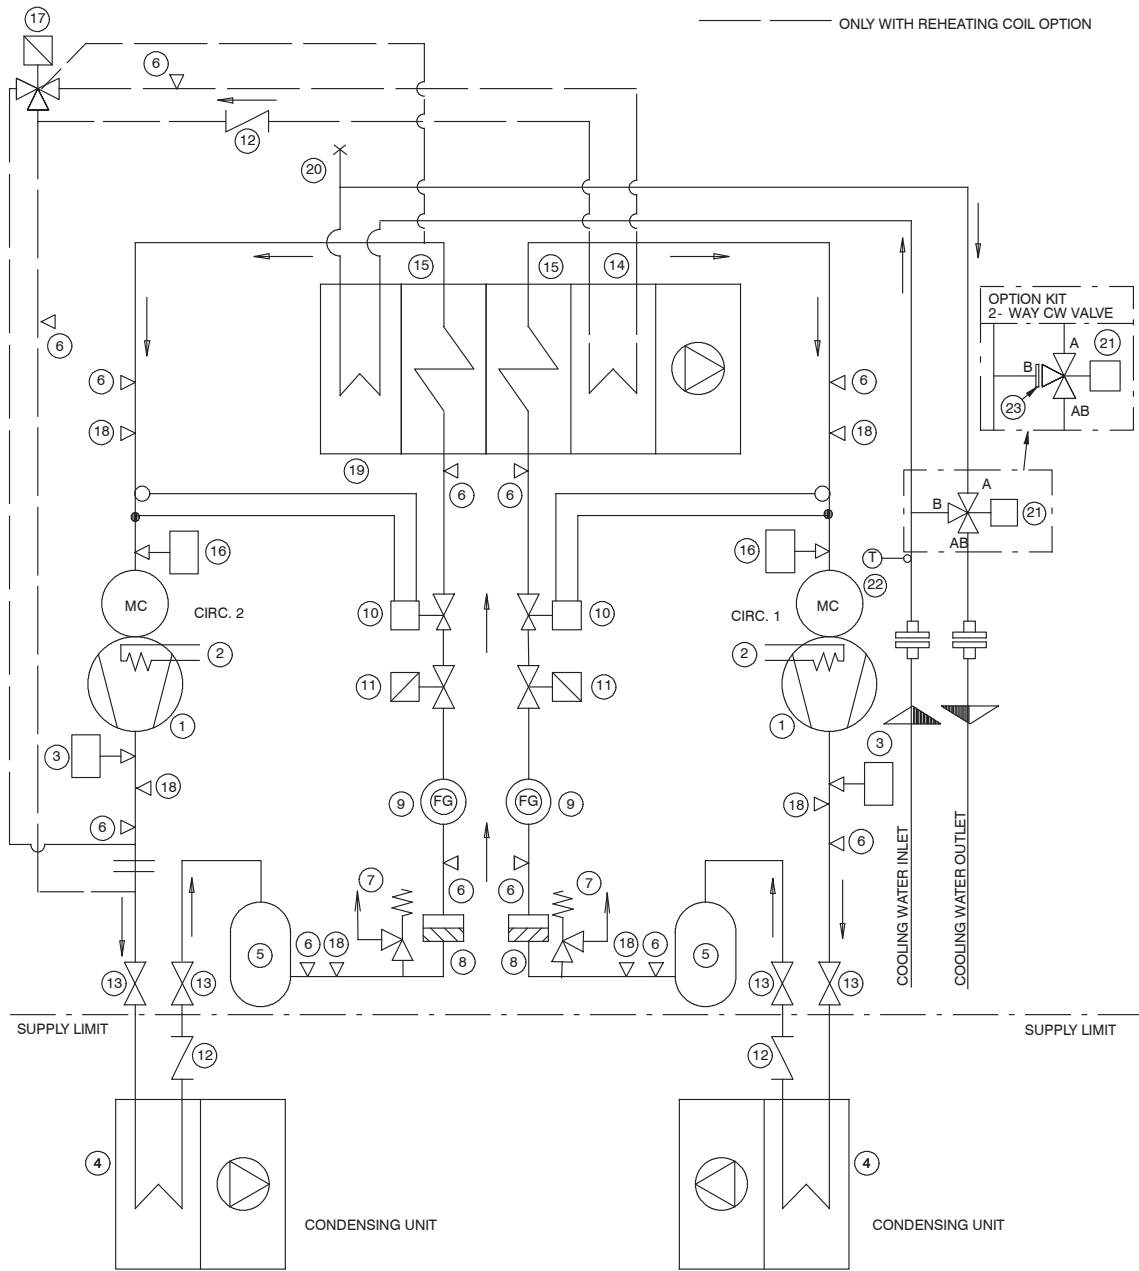 17
ONLY WITH REHEATING COIL OPTION
6
12
20
15
15
14
OPTION KIT
2- WAY CW VALVE
A
21
B
23
AB
6
6
6
18
18
19
6
6
A
B
21
AB
16
16
T
22
MC
MC
CIRC. 2
10
10
CIRC. 1
2
2
11
11
1
1
3
3
18
9
FG
FG
9
18
6
6
COOLING WATER INLET
COOLING WATER OUTLET
7
6
6
7
5
6
18
8
8
18
6
5
13
13
13
13
SUPPLY LIMIT
SUPPLY LIMIT
12
12
4
4
CONDENSING UNIT
CONDENSING UNIT